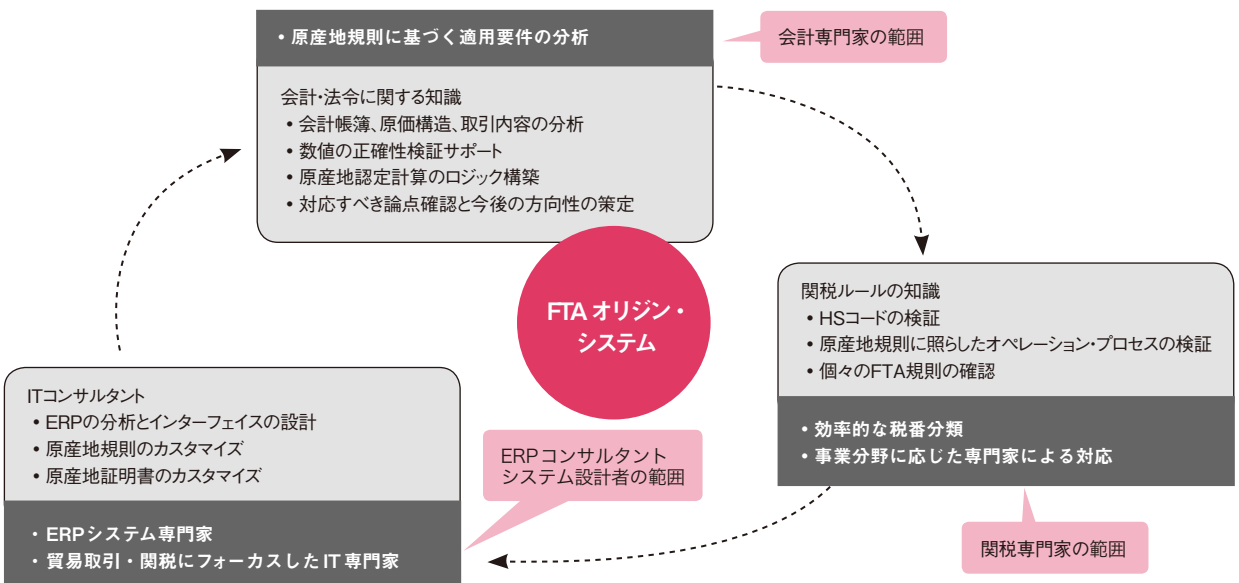 • 原産地規則に基づく適用要件の分析
会計専門家の範囲
会計・法令に関する知識
• 会計帳簿、原価構造、取引内容の分析
• 数値の正確性検証サポート
• 原産地認定計算のロジック構築
• 対応すべき論点確認と今後の方向性の策定
FTA オリジン・
システム
関税ルールの知識
• HSコードの検証
• 原産地規則に照らしたオペレーション・プロセスの検証
• 個々のFTA規則の確認
• 効率的な税番分類
• 事業分野に応じた専門家による対応
関税専門家の範囲
ITコンサルタント
• ERPの分析とインターフェイスの設計
• 原産地規則のカスタマイズ
• 原産地証明書のカスタマイズ
• ERPシステム専門家
• 貿易取引・関税にフォーカスしたIT専門家
ERPコンサルタント
システム設計者の範囲